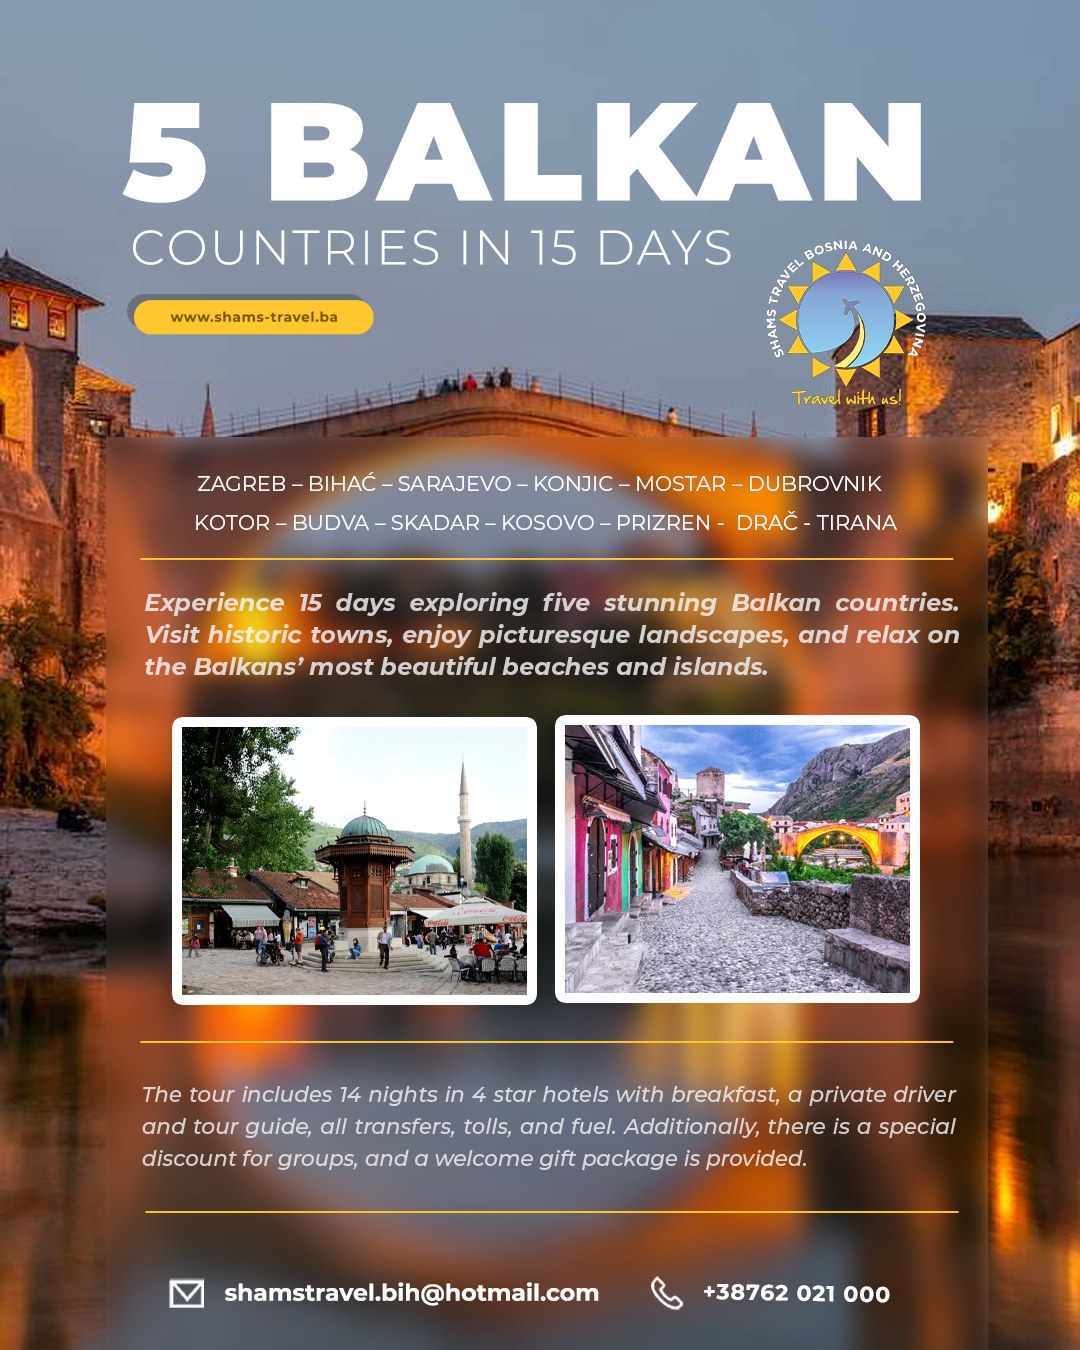 5 BALKAN
COUNTRIES IN 15 DAYS
www.shams-travel.ba
SHAMS TRAVEL BOSNIA AND HERZEGOVINA
Travel with us!
ZAGREB – BIHAĆ – SARAJEVO – KONJIC – MOSTAR – DUBROVNIK
KOTOR – BUDVA – SKADAR – KOSOVO – PRIZREN - DRAČ - TIRANA
Experience 15 days exploring five stunning Balkan countries.
Visit historic towns, enjoy picturesque landscapes, and relax on
the Balkans’ most beautiful beaches and islands.
The tour includes 14 nights in 4 star hotels with breakfast, a private driver
and tour guide, all transfers, tolls, and fuel. Additionally, there is a special
discount for groups, and a welcome gift package is provided.
shamstravel.bih@hotmail.com
+38762 021 000